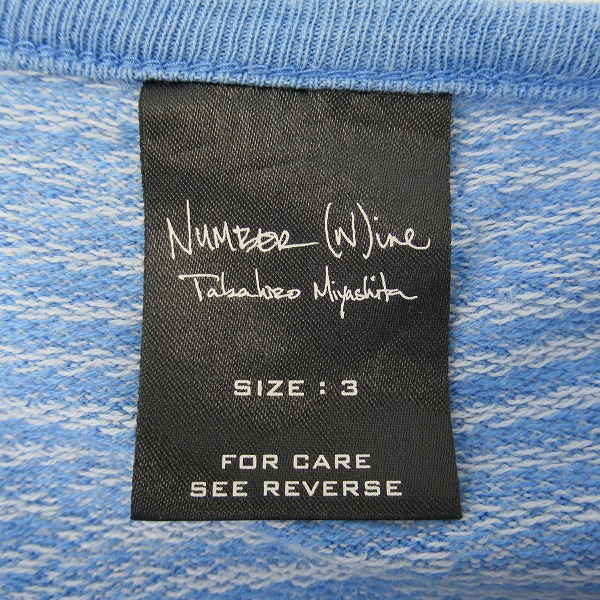 NUMBER (N)ine
Takahiro Miyashita
SIZE : 3
FOR CARE
SEE REVERSE